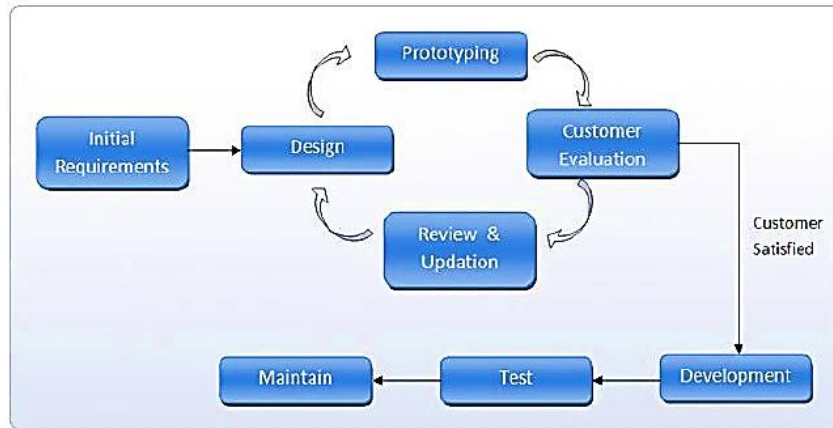 Prototyping
Initial
Requirements
Design
Customer
Evaluation
Review &
Updation
Customer
Satisfied
Maintain
Test
Development